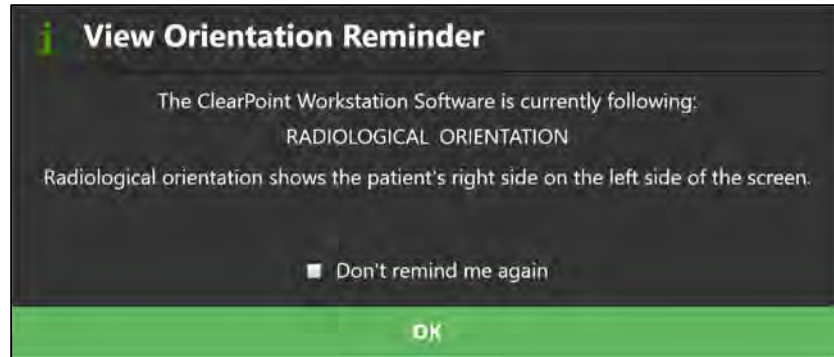 View Orientation Reminder
The ClearPoint Workstation Software is currently following:
RADIOLOGICAL ORIENTATION
Radiological orientation shows the patient's right side on the left side of the screen.
Don't remind me again
OK